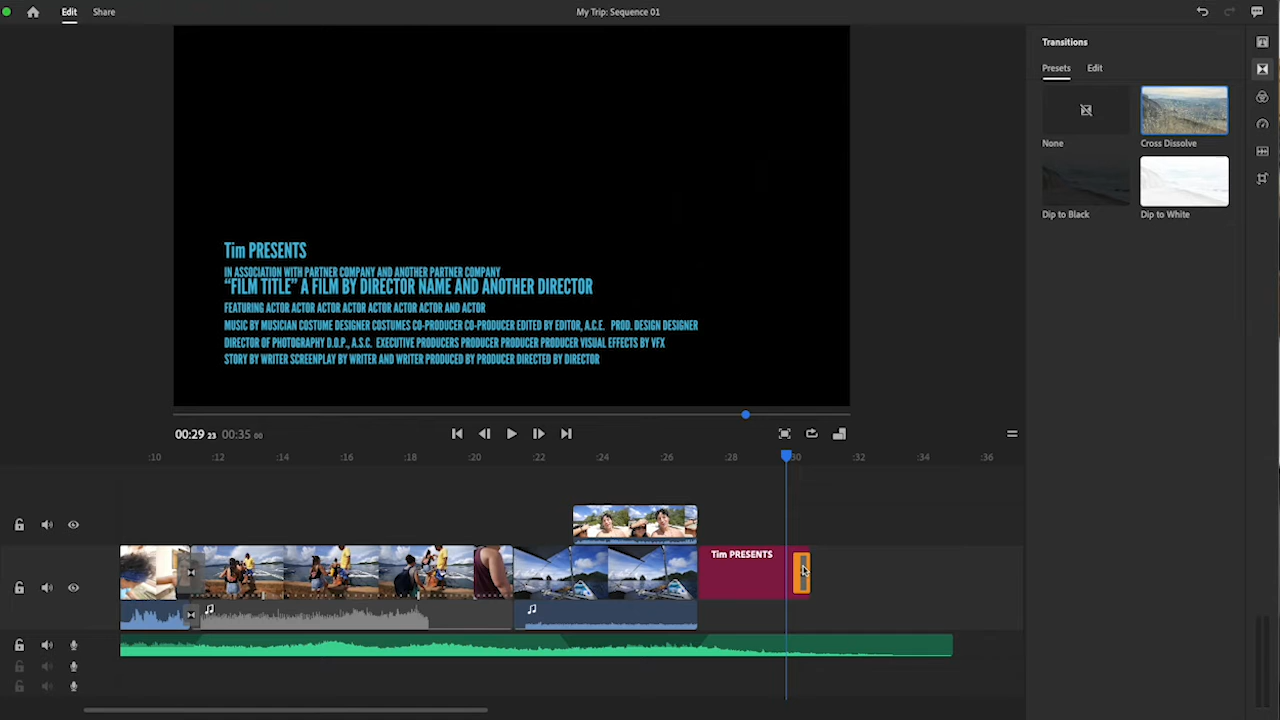 Edit
Share
My Trip: Sequence 01
Transitions
Presets
Edit
None
Cross Dissolve
Dip to Black
Dip to White
Tim PRESENTS
IN ASSOCIATION WITH PARTNER COMPANY AND ANOTHER PARTNER COMPANY
“FILM TITLE” A FILM BY DIRECTOR NAME AND ANOTHER DIRECTOR
FEATURING ACTOR ACTOR ACTOR ACTOR ACTOR ACTOR ACTOR AND ACTOR
MUSIC BY MUSICIAN COSTUME DESIGNER COSTUMES CO-PRODUCER CO-PRODUCER EDITED BY EDITOR, A.C.E. PROD. DESIGN DESIGNER
DIRECTOR OF PHOTOGRAPHY D.O.P., A.S.C. EXECUTIVE PRODUCERS PRODUCER PRODUCER PRODUCER VISUAL EFFECTS BY VFX
STORY BY WRITER SCREENPLAY BY WRITER AND WRITER PRODUCED BY PRODUCER DIRECTED BY DIRECTOR
00:29 23 00:35 00
:10 :12 :14 :16 :18 :20 :22 :24 :26 :28 :30 :32 :34 :36
Tim PRESENTS